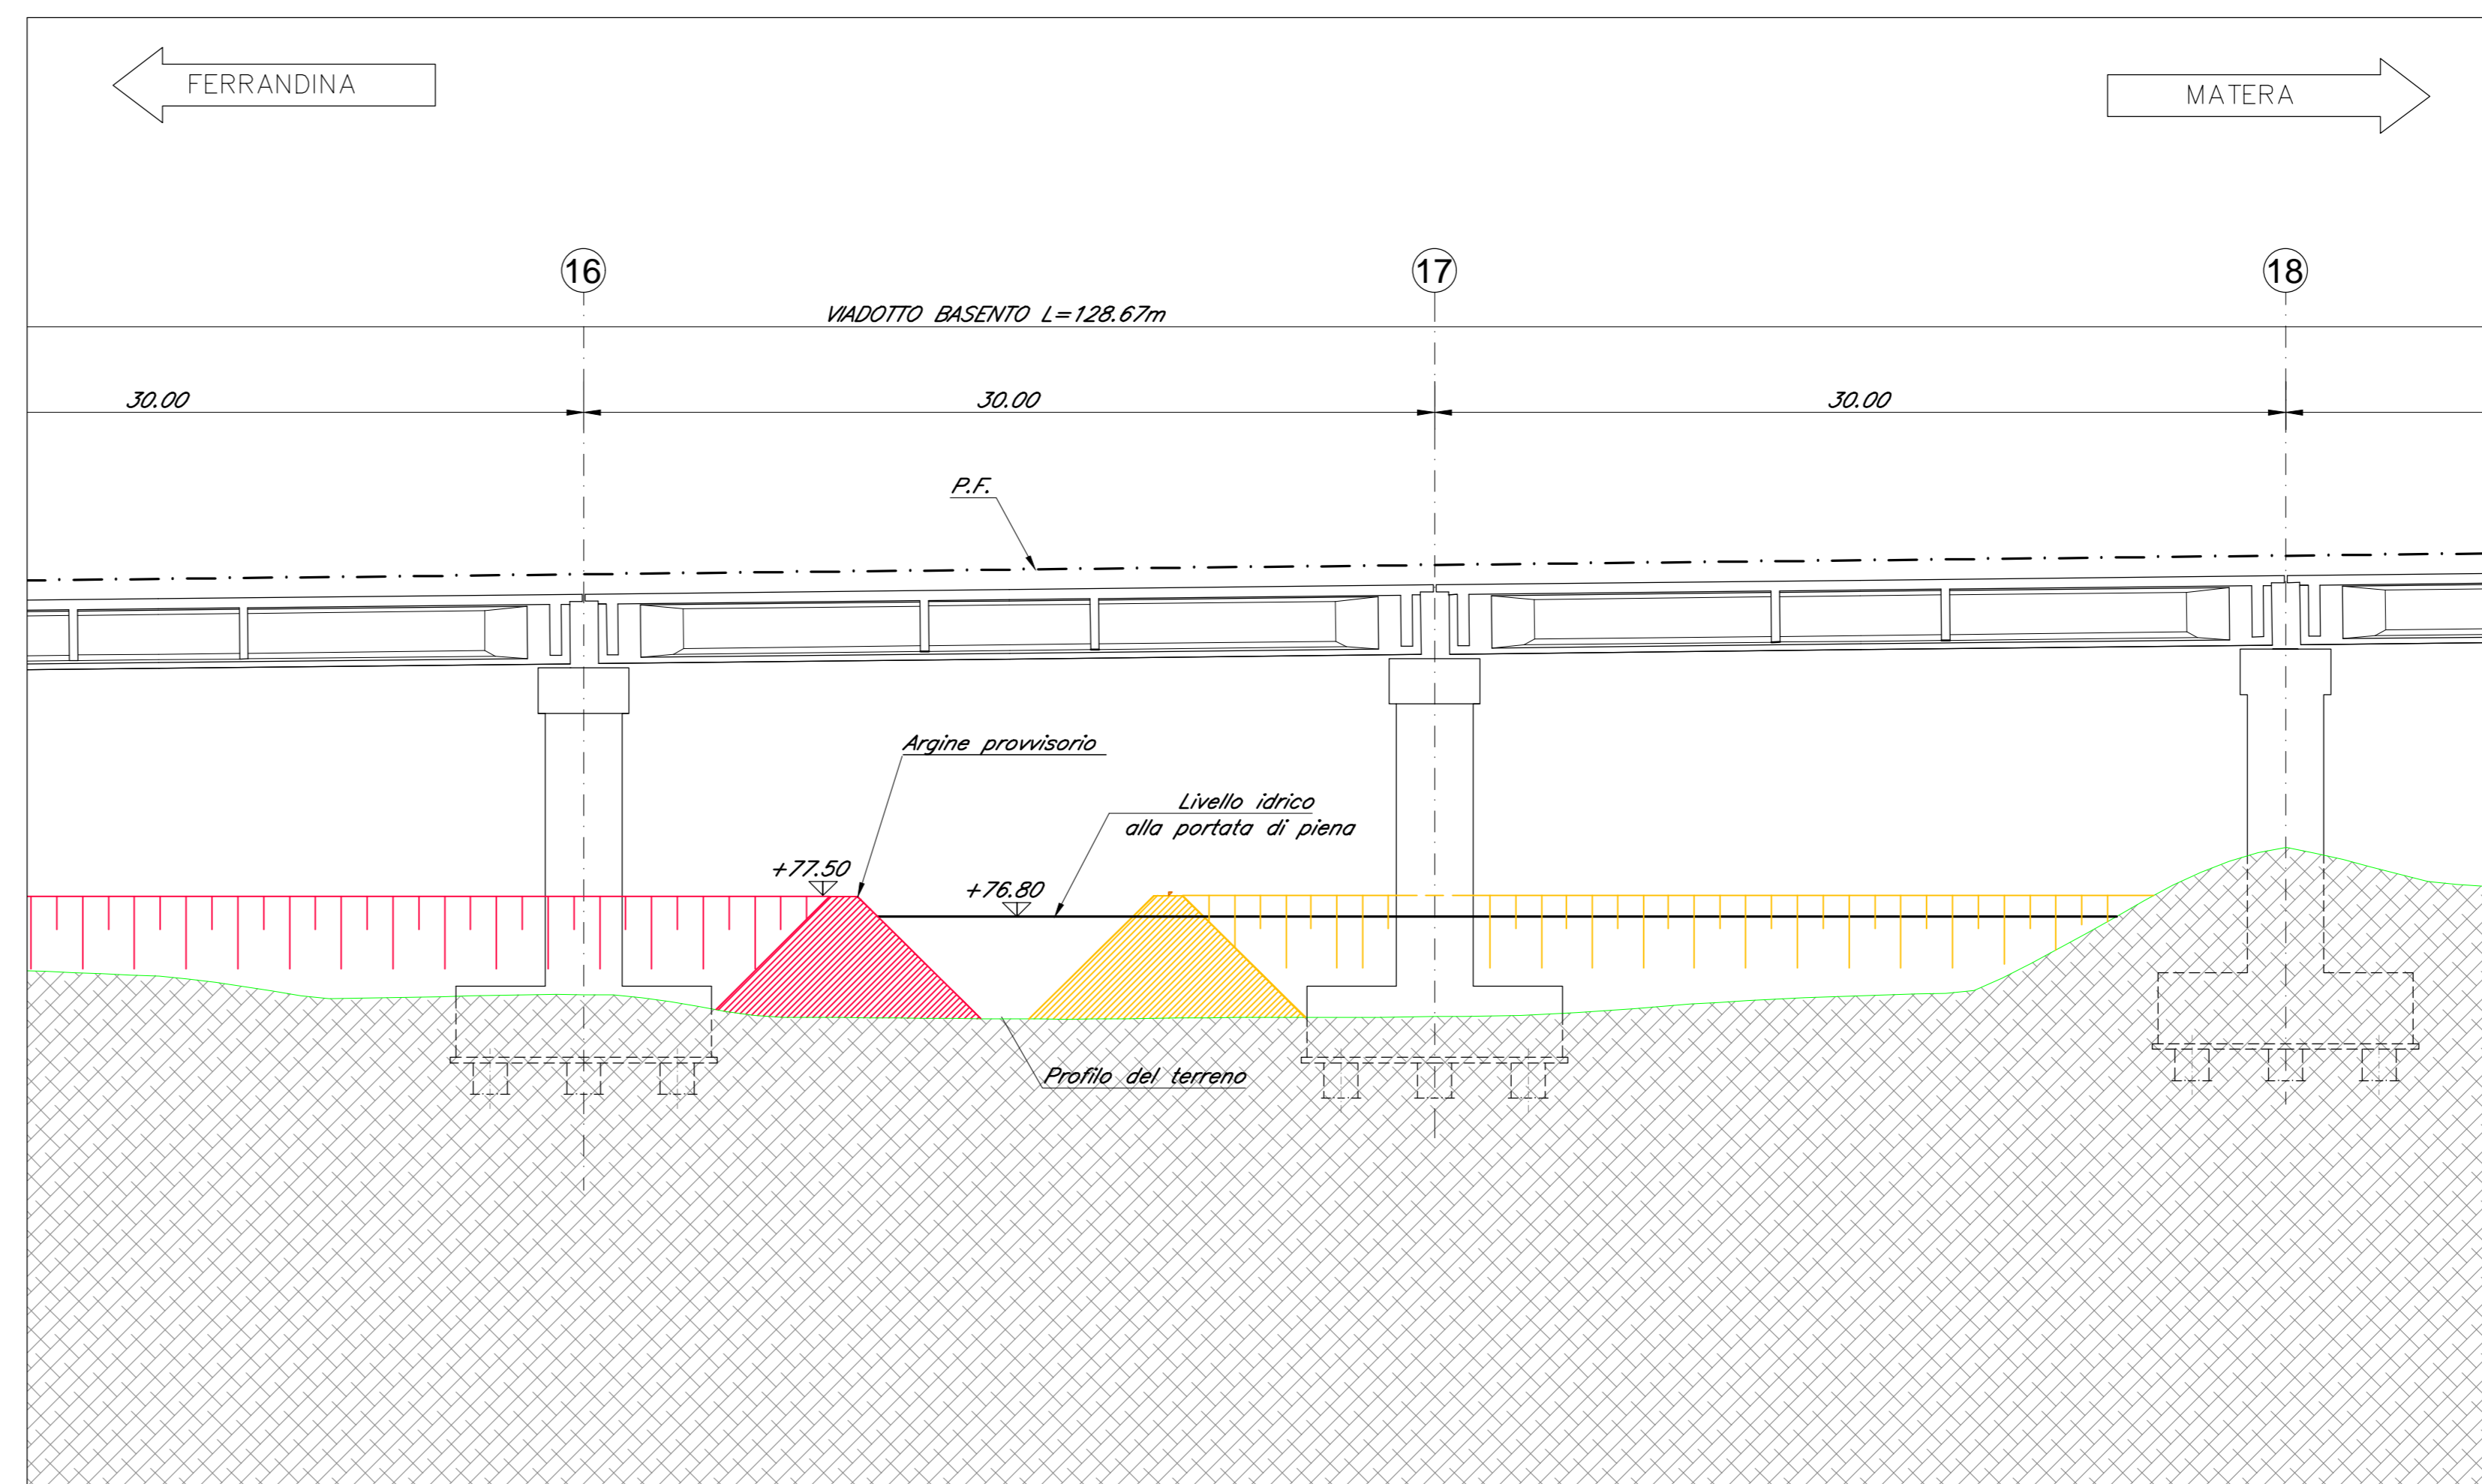 FERRANDINA
MATERA
16
17
18
VIADOTTO BASENTO L=128.67m
30.00
30.00
30.00
P.F.
Argine provvisorio
Livello idrico
alla portata di piena
+77.50
+76.80
Profilo del terreno